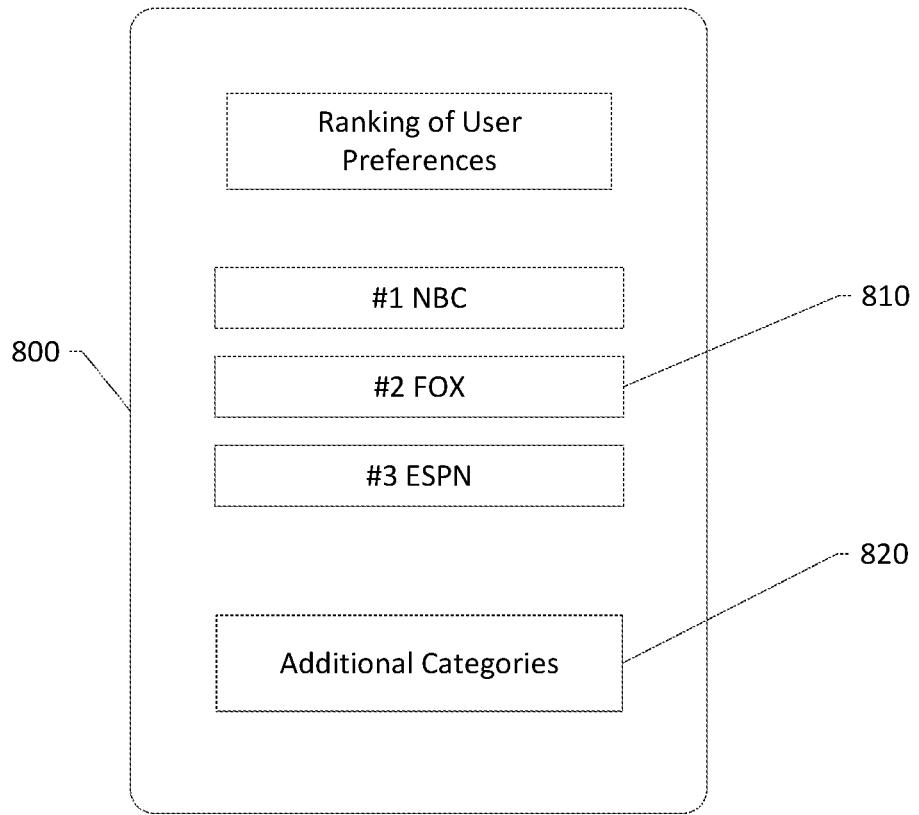 Ranking of User
Preferences
#1 NBC
810
800
#2 FOX
#3 ESPN
820
Additional Categories